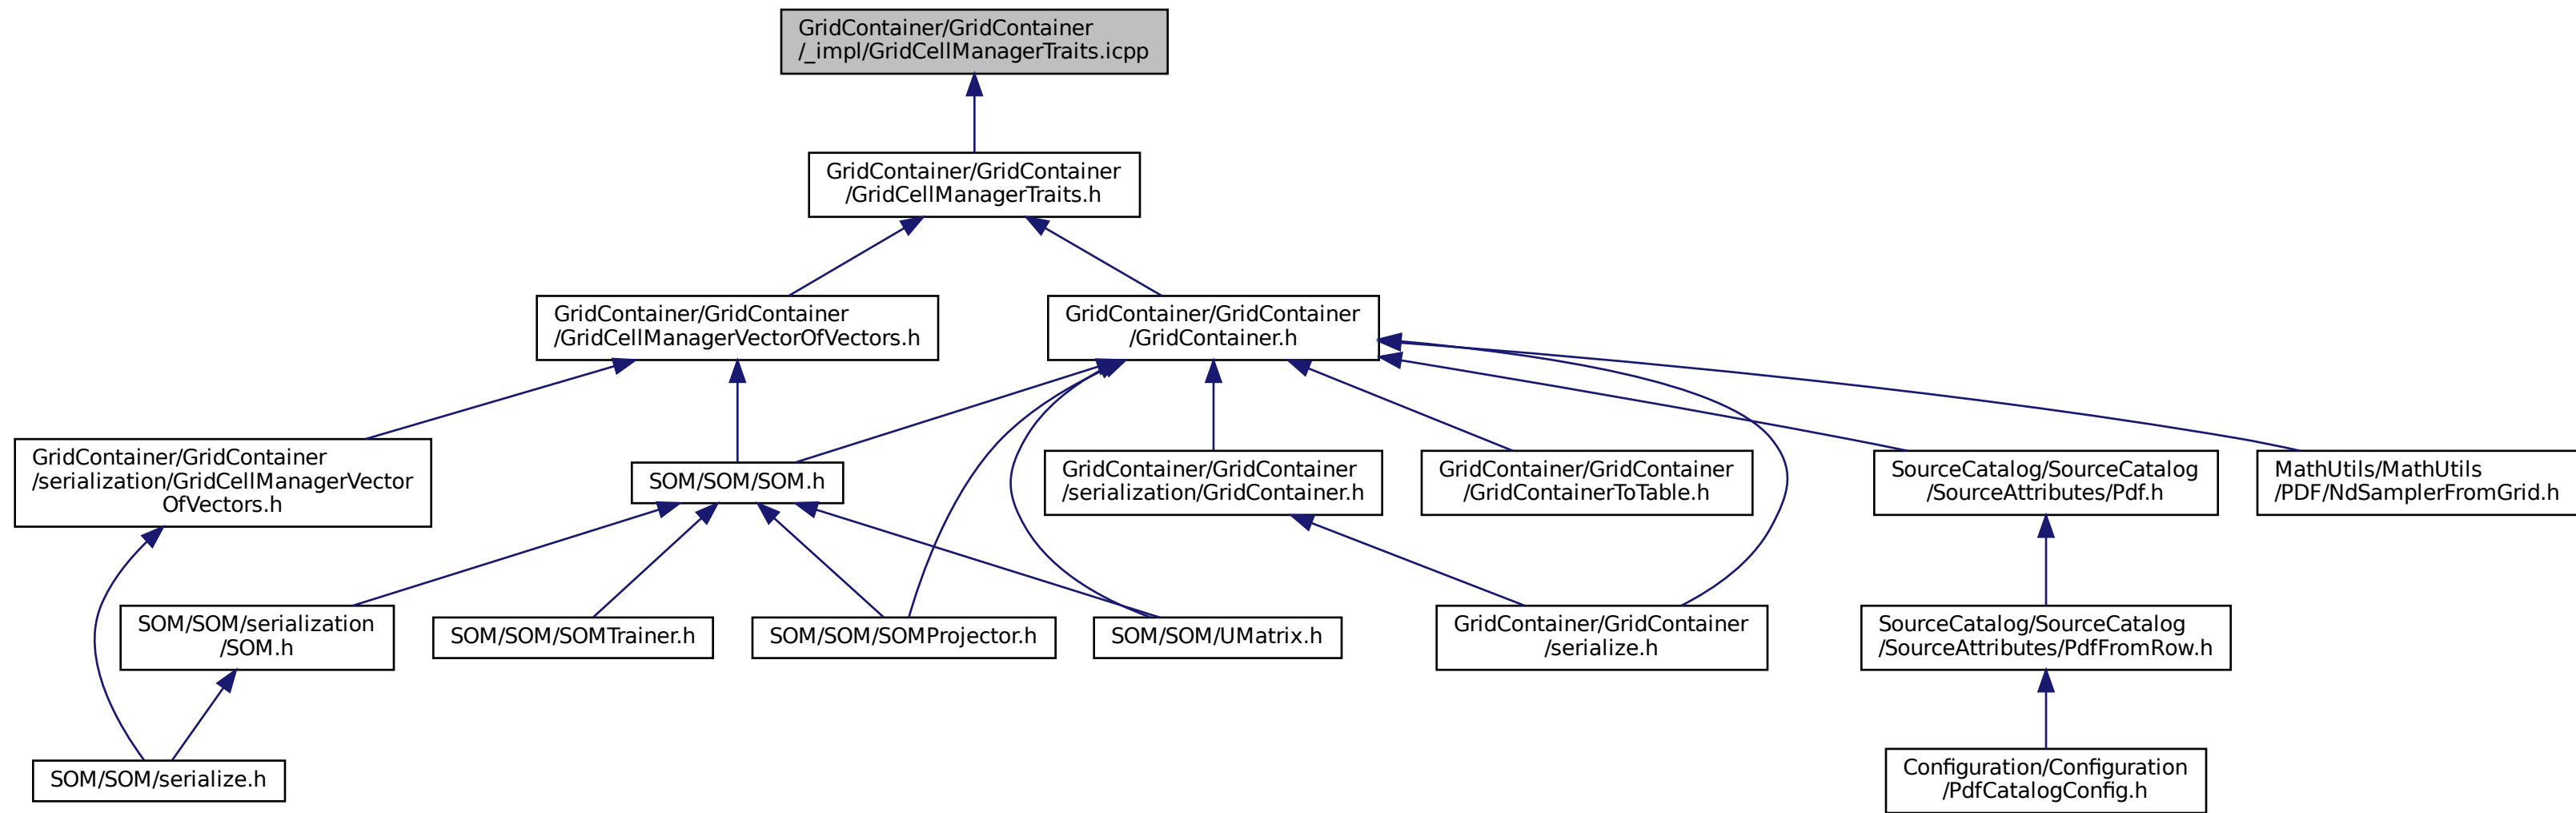 GridContainer/GridContainer
/_impl/GridCellManagerTraits.icpp
GridContainer/GridContainer
/GridCellManagerTraits.h
GridContainer/GridContainer
/GridCellManagerVectorOfVectors.h
GridContainer/GridContainer
/GridContainer.h
GridContainer/GridContainer
/serialization/GridCellManagerVector
OfVectors.h
SOM/SOM/SOM.h
GridContainer/GridContainer
/serialization/GridContainer.h
GridContainer/GridContainer
/GridContainerToTable.h
SourceCatalog/SourceCatalog
/SourceAttributes/Pdf.h
MathUtils/MathUtils
/PDF/NdSamplerFromGrid.h
SOM/SOM/serialization
/SOM.h
SOM/SOM/SOMTrainer.h
SOM/SOM/SOMProjector.h
SOM/SOM/UMatrix.h
GridContainer/GridContainer
/serialize.h
SourceCatalog/SourceCatalog
/SourceAttributes/PdfFromRow.h
SOM/SOM/serialize.h
Configuration/Configuration
/PdfCatalogConfig.h